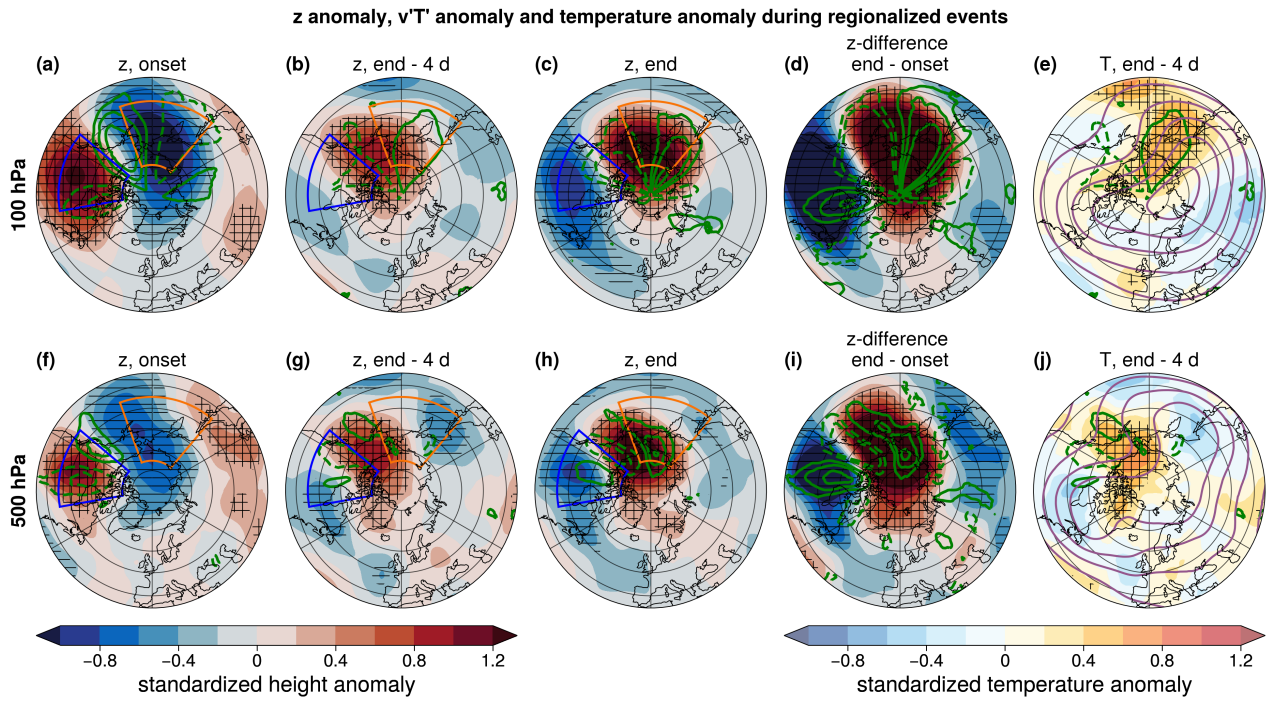 z anomaly, v'T' anomaly and temperature anomaly during regionalized events
(a) z, onset
(b) z, end - 4 d
(c) z, end
(d) z-difference
end - onset
(e) T, end - 4 d
100 hPa
(f) z, onset
(g) z, end - 4 d
(h) z, end
(i) z-difference
end - onset
(j) T, end - 4 d
500 hPa
−0.8 −0.4 0 0.4 0.8 1.2
standardized height anomaly
−0.8 −0.4 0 0.4 0.8 1.2
standardized temperature anomaly